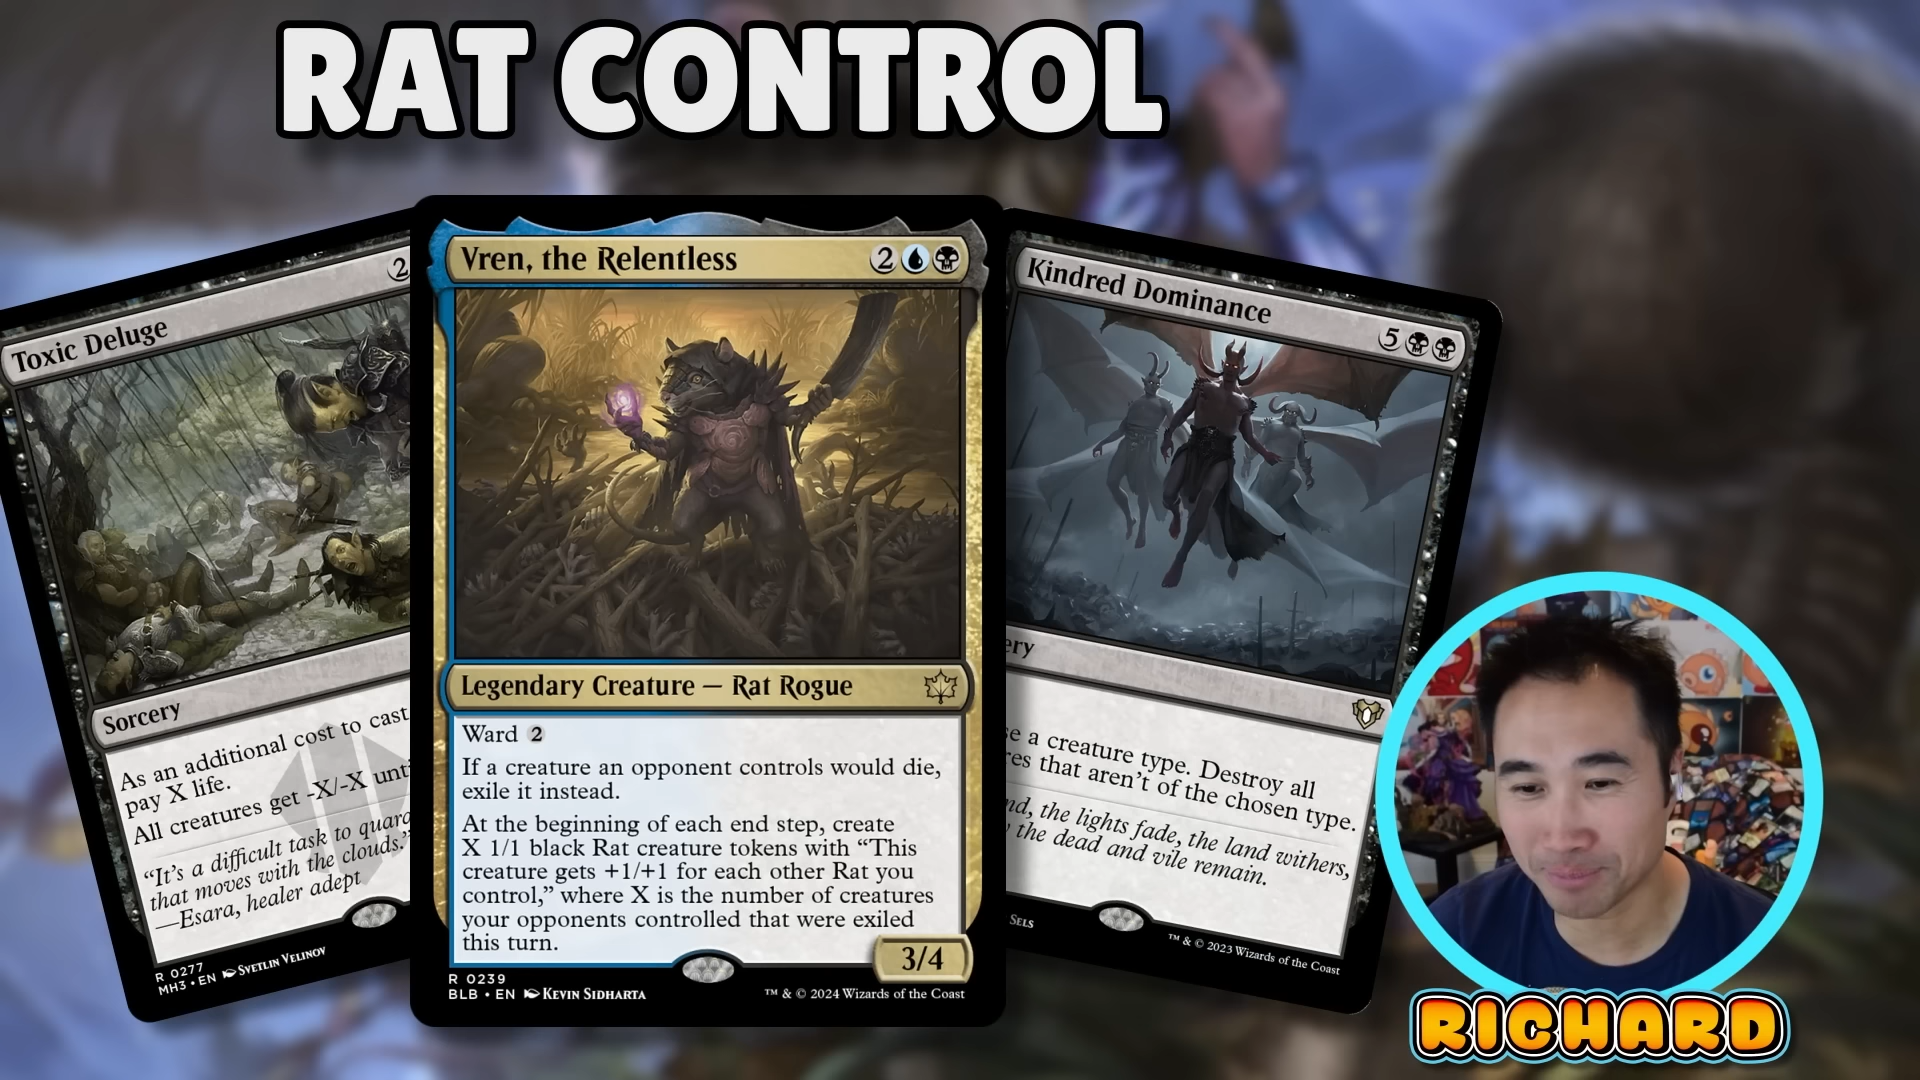 RAT CONTROL
Toxic Deluge
2
Sorcery
As an additional cost to cast
pay X life.
All creatures get -X/-X unti
“It’s a difficult task to quara
that moves with the clouds.”
—Esara, healer adept
R 0277
MH3 • EN SVETLIN VELINOV
Vren, the Relentless
2
Legendary Creature — Rat Rogue
Ward 2
If a creature an opponent controls would die,
exile it instead.
At the beginning of each end step, create
X 1/1 black Rat creature tokens with “This
creature gets +1/+1 for each other Rat you
control,” where X is the number of creatures
your opponents controlled that were exiled
this turn.
3/4
R 0239
BLB • EN KEVIN SIDHARTA
™ & © 2024 Wizards of the Coast
Kindred Dominance
5
ery
se a creature type. Destroy all
res that aren’t of the chosen type.
nd, the lights fade, the land withers,
the dead and vile remain.
SELS
™ & © 2023 Wizards of the Coast
RICHARD